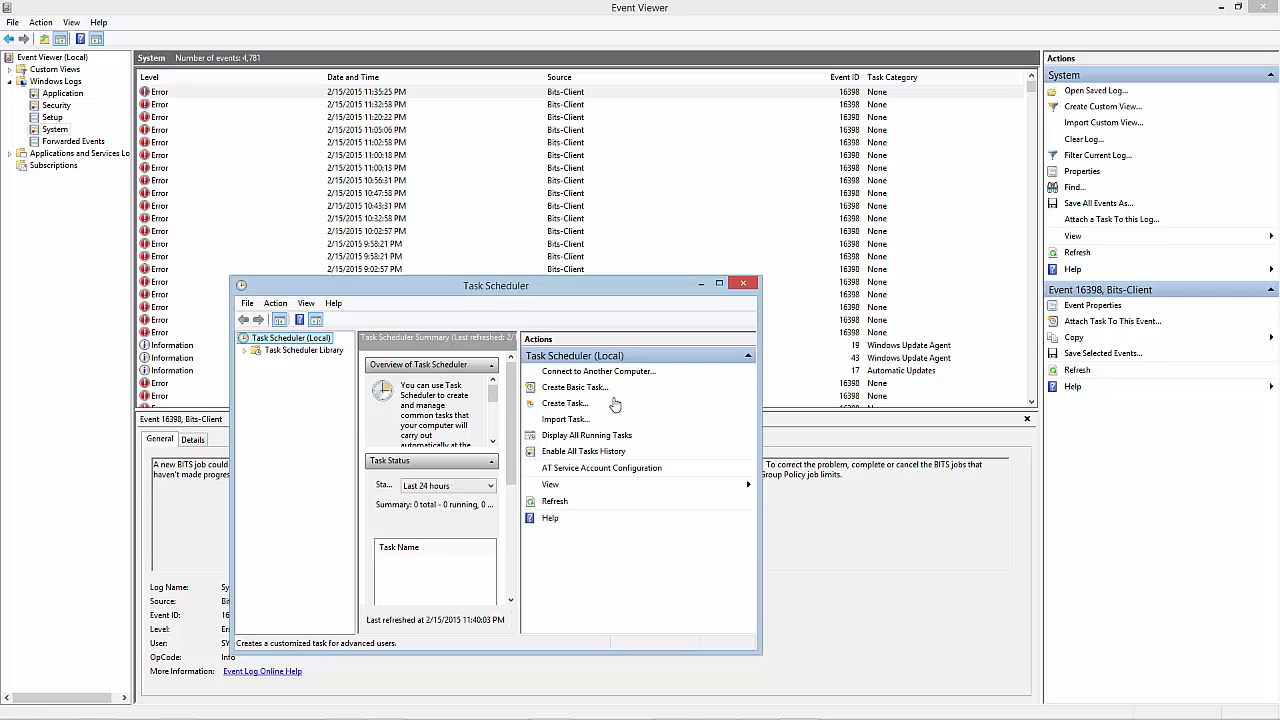 Event Viewer
File Action View Help
Event Viewer (Local)
Custom Views
Windows Logs
Application
Security
Setup
System
Forwarded Events
Applications and Services Lo
Subscriptions
System Number of events: 4,781
Level Date and Time Source Event ID Task Category
Error 2/15/2015 11:35:25 PM Bits-Client 16398 None
Error 2/15/2015 11:32:58 PM Bits-Client 16398 None
Error 2/15/2015 11:20:22 PM Bits-Client 16398 None
Error 2/15/2015 11:05:06 PM Bits-Client 16398 None
Error 2/15/2015 11:02:58 PM Bits-Client 16398 None
Error 2/15/2015 11:00:18 PM Bits-Client 16398 None
Error 2/15/2015 11:00:13 PM Bits-Client 16398 None
Error 2/15/2015 10:56:31 PM Bits-Client 16398 None
Error 2/15/2015 10:47:58 PM Bits-Client 16398 None
Error 2/15/2015 10:43:31 PM Bits-Client 16398 None
Error 2/15/2015 10:32:58 PM Bits-Client 16398 None
Error 2/15/2015 10:02:57 PM Bits-Client 16398 None
Error 2/15/2015 9:58:21 PM Bits-Client 16398 None
Error 2/15/2015 9:58:21 PM Bits-Client 16398 None
Error 2/15/2015 9:02:57 PM Bits-Client 16398 None
Error 16398 None
Error 16398 None
Error 16398 None
Error 16398 None
Error 16398 None
Information 19 Windows Update Agent
Information 43 Windows Update Agent
Information 17 Automatic Updates
Error 16398 None
Error 16398 None
Event 16398, Bits-Client
General Details
A new BITS job could
haven't made progres
To correct the problem, complete or cancel the BITS jobs that
Group Policy job limits.
Log Name: Sy
Source: Bi
Event ID: 16
Level: Er
User: SY
OpCode: Info
More Information: Event Log Online Help
Task Scheduler
File Action View Help
Task Scheduler (Local)
Task Scheduler Library
Task Scheduler Summary (Last refreshed: 2/1
Overview of Task Scheduler
You can use Task
Scheduler to create
and manage
common tasks that
your computer will
carry out
automatically at the
Task Status
Sta... Last 24 hours
Summary: 0 total - 0 running, 0 ...
Task Name
Last refreshed at 2/15/2015 11:40:03 PM
Actions
Task Scheduler (Local)
Connect to Another Computer...
Create Basic Task...
Create Task...
Import Task...
Display All Running Tasks
Enable All Tasks History
AT Service Account Configuration
View
Refresh
Help
Creates a customized task for advanced users.
Actions
System
Open Saved Log...
Create Custom View...
Import Custom View...
Clear Log...
Filter Current Log...
Properties
Find...
Save All Events As...
Attach a Task To this Log...
View
Refresh
Help
Event 16398, Bits-Client
Event Properties
Attach Task To This Event...
Copy
Save Selected Events...
Refresh
Help